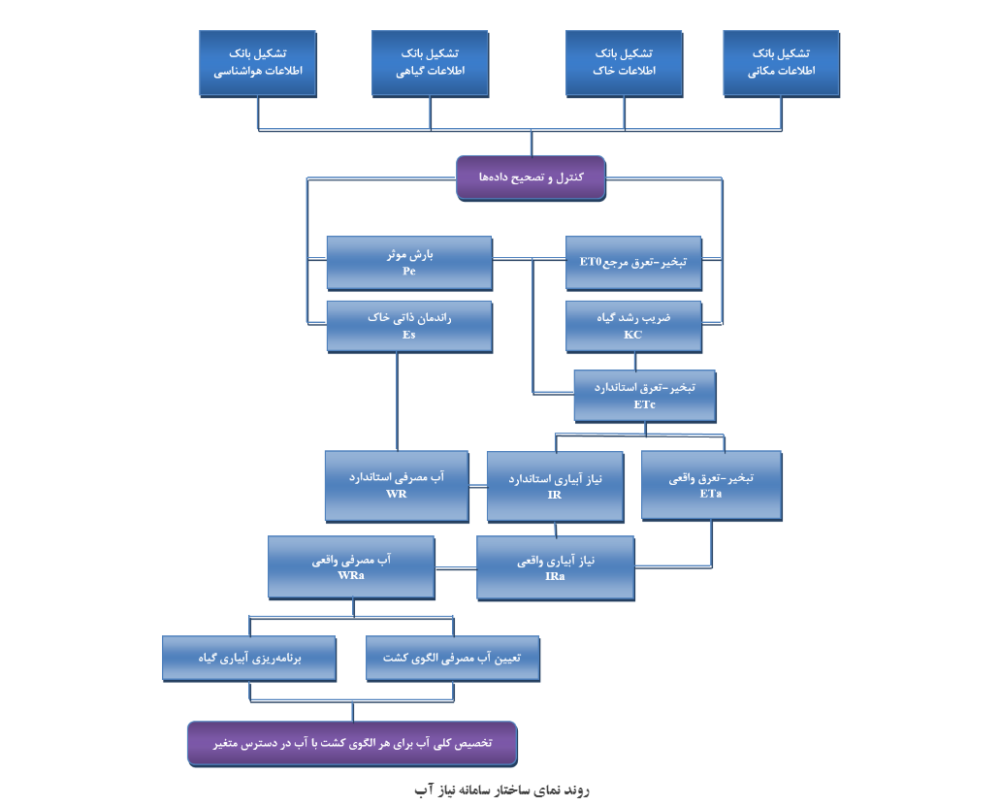 تشکیل بانک
اطلاعات مکانی
تشکیل بانک
اطلاعات خاک
تشکیل بانک
اطلاعات گیاهی
تشکیل بانک
اطلاعات هواشناسی
کنترل و تصحیح داده‌ها
تبخیر-تعرق مرجع ET0
بارش موثر
Pe
ضریب رشد گیاه
KC
راندمان ذاتی خاک
Es
تبخیر-تعرق استاندارد
ETc
تبخیر-تعرق واقعی
ETa
نیاز آبیاری استاندارد
IR
آب مصرفی استاندارد
WR
نیاز آبیاری واقعی
IRa
آب مصرفی واقعی
WRa
تعیین آب مصرفی الگوی کشت
برنامه‌ریزی آبیاری گیاه
تخصیص کلی آب برای هر الگوی کشت با آب در دسترس متغیر
روند نمای ساختار سامانه نیاز آب